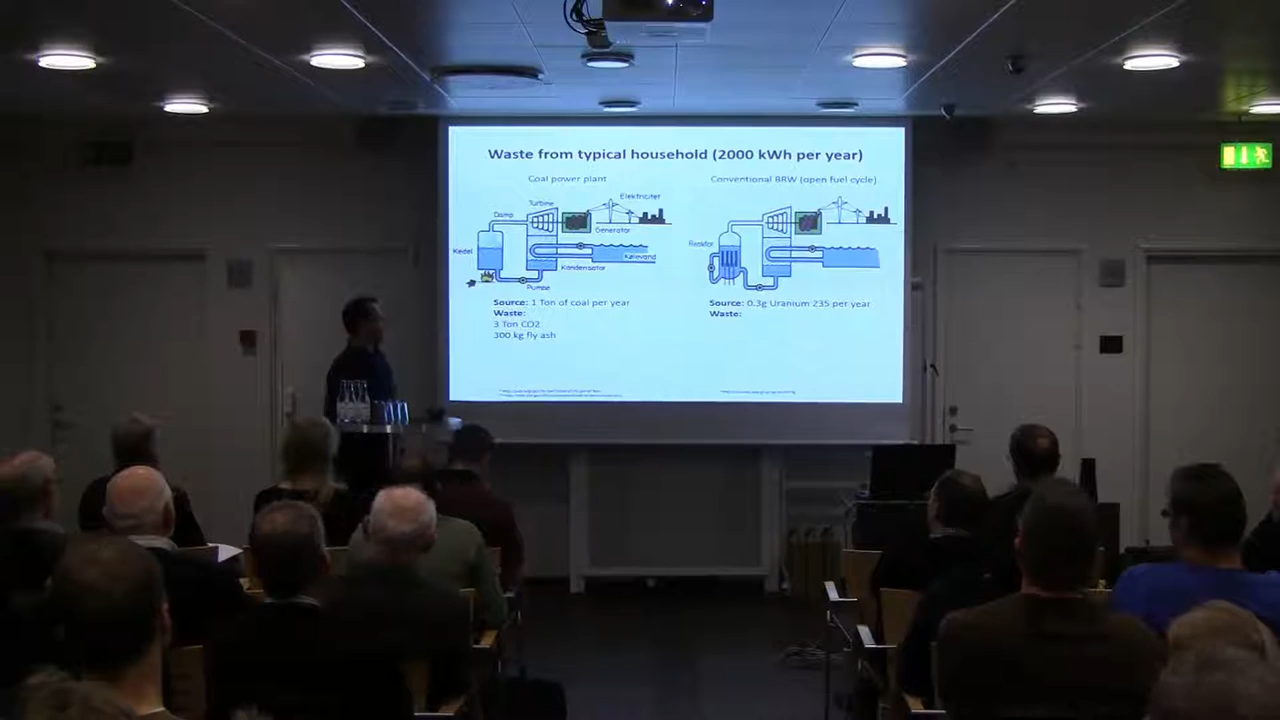 Waste from typical household (2000 kWh per year)
Coal power plant
Elektricitet
Turbine
Damp
Generator
Kedel
Kølevand
Kondensator
Pumpe
Source: 1 Ton of coal per year
Waste:
3 Ton CO2
300 kg fly ash
Conventional BRW (open fuel cycle)
Reaktor
Source: 0.3g Uranium 235 per year
Waste: